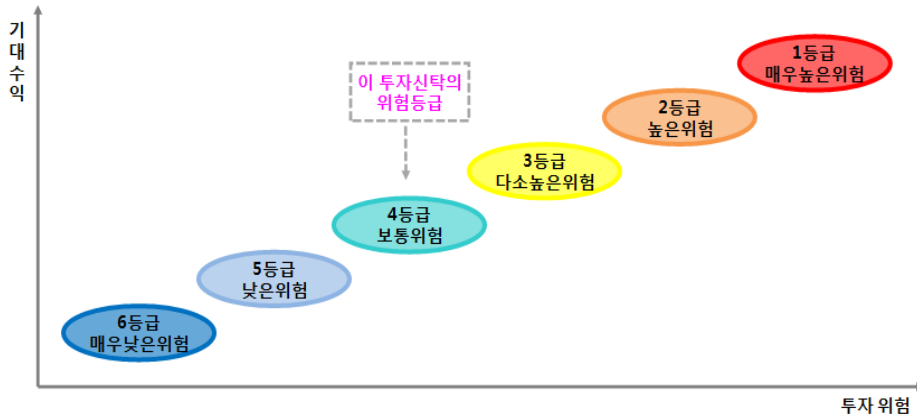 기대수익
1등급
매우높은위험
이 투자신탁의
위험등급
2등급
높은위험
3등급
다소높은위험
4등급
보통위험
5등급
낮은위험
6등급
매우낮은위험
투자 위험